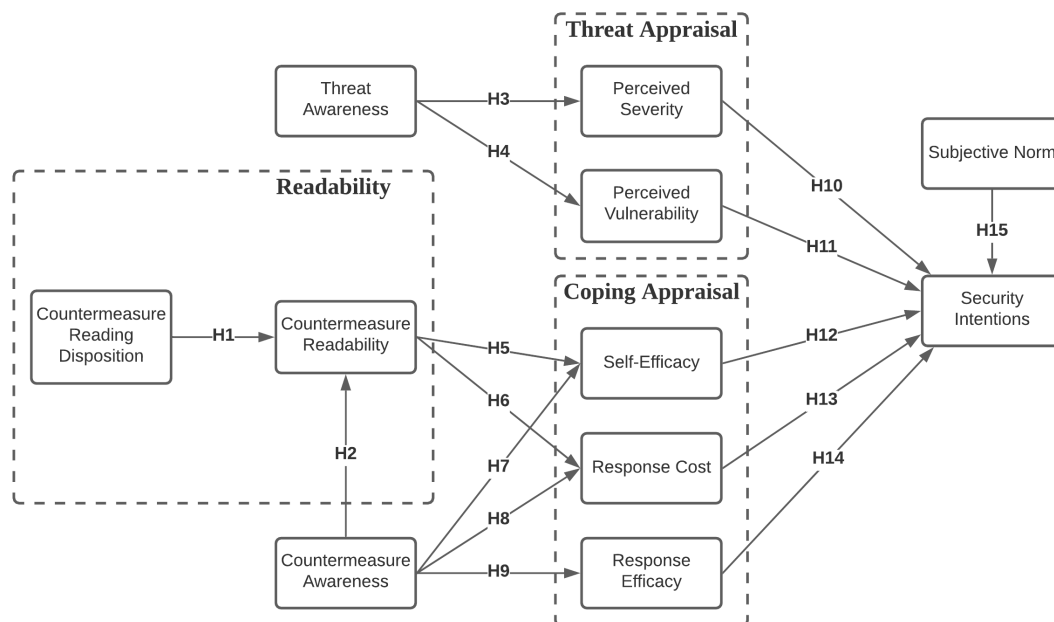 Threat Appraisal
Threat
Awareness
H3
Perceived
Severity
H4
Perceived
Vulnerability
H10
H11
Subjective Norm
H15
Readability
Countermeasure
Reading
Disposition
H1
Countermeasure
Readability
H2
Countermeasure
Awareness
H5
H6
H7
H8
H9
Coping Appraisal
Self-Efficacy
Response Cost
Response
Efficacy
H12
H13
H14
Security
Intentions